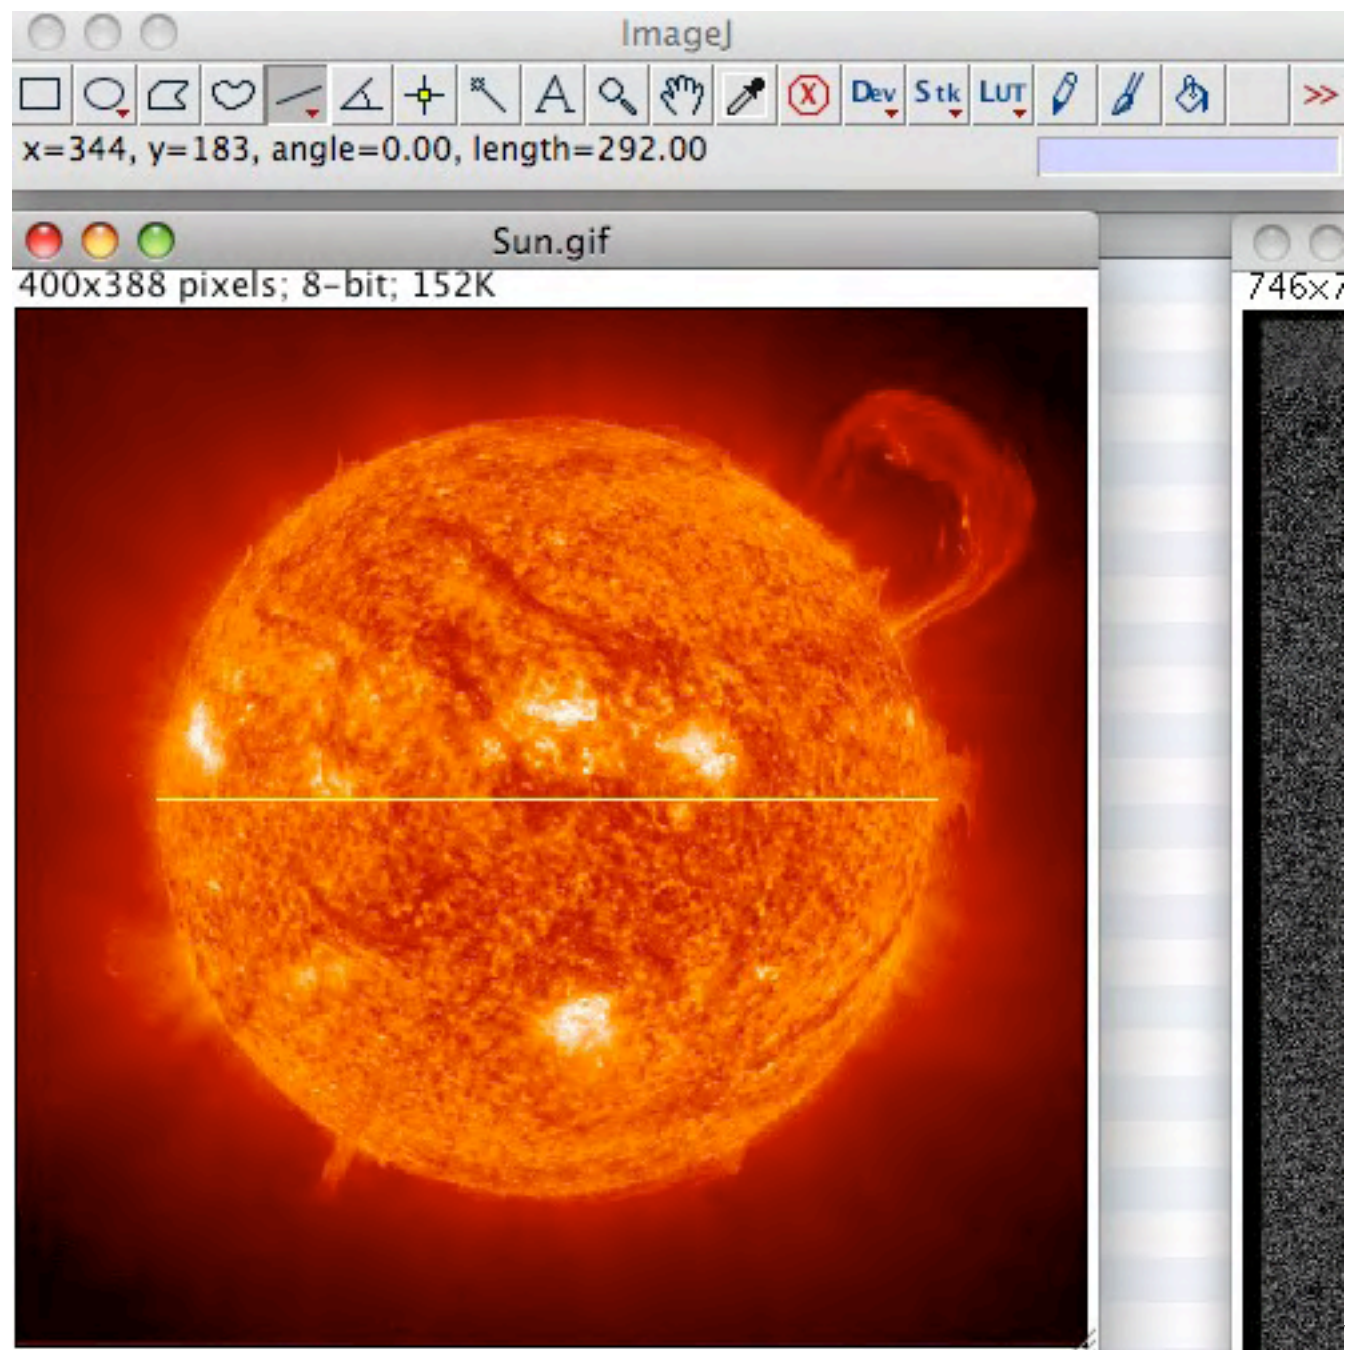 ImageJ
A Dev Stk LUT >>
x=344, y=183, angle=0.00, length=292.00
Sun.gif
400x388 pixels; 8-bit; 152K
746x7